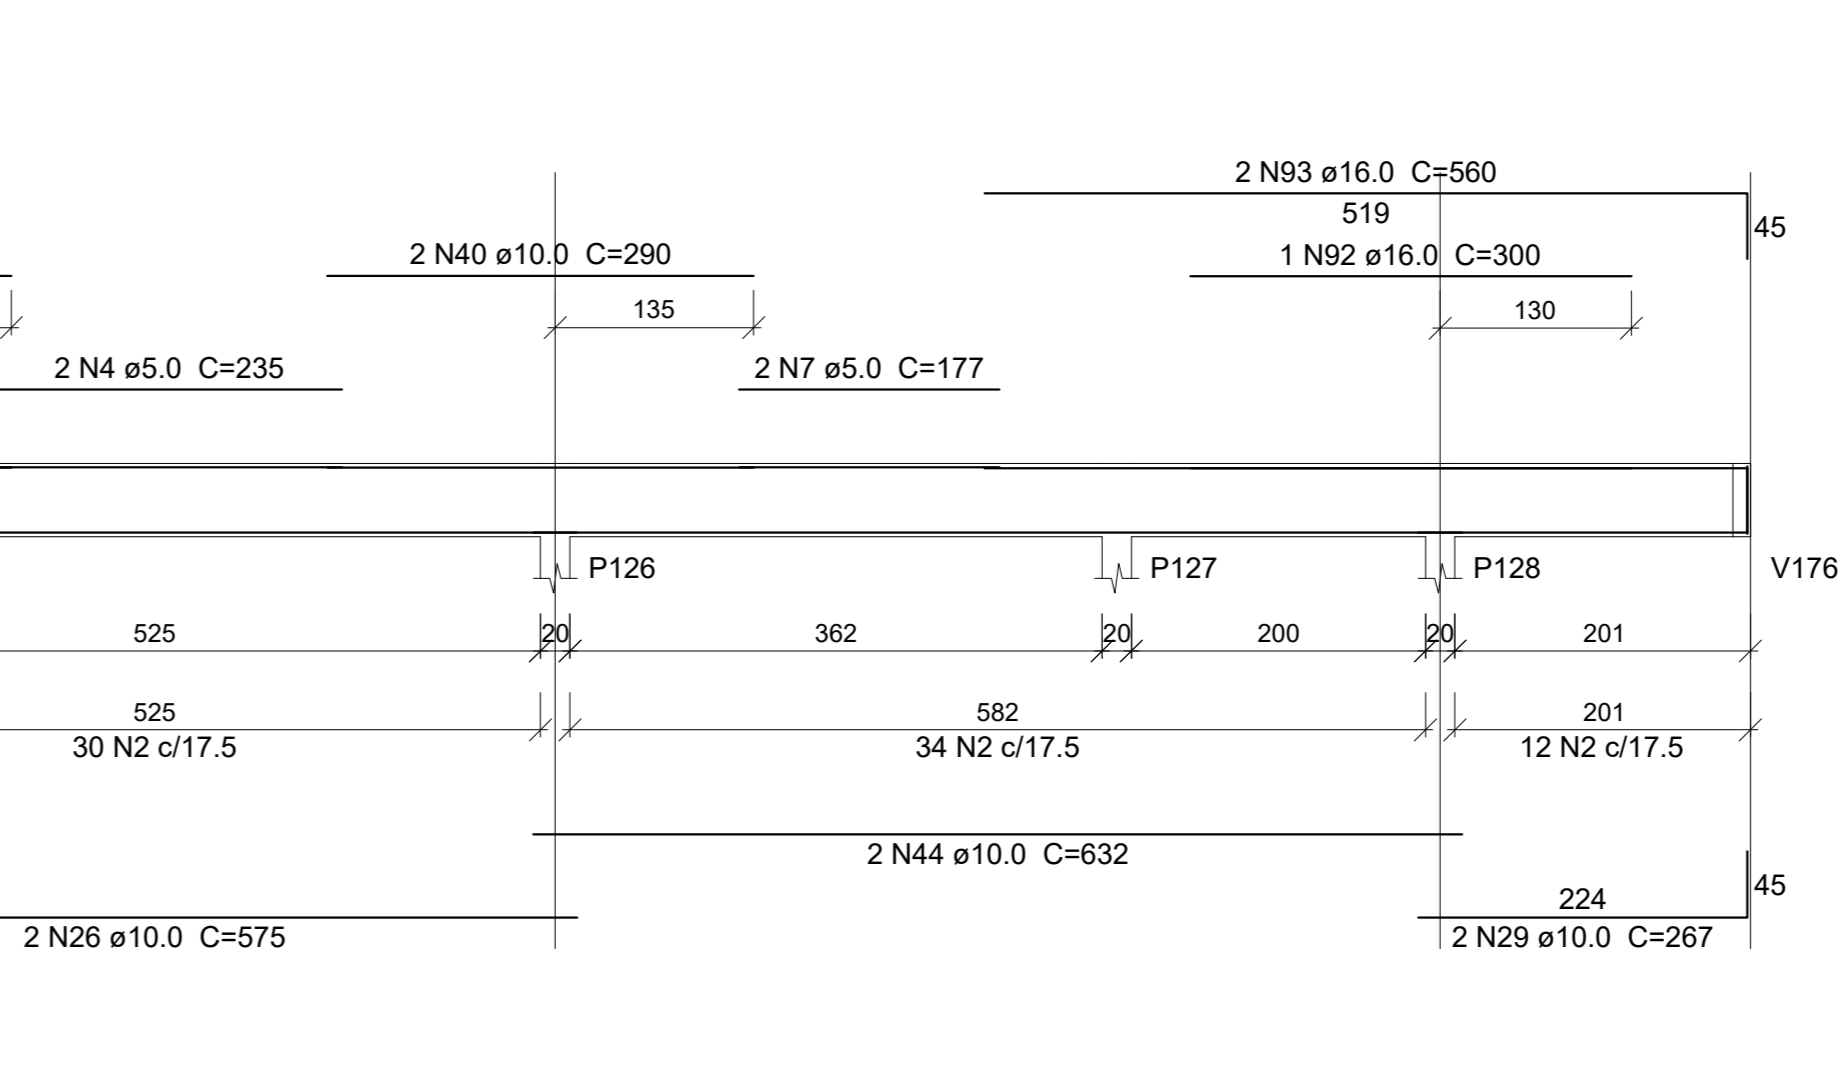 2 N93 ø16.0 C=560
519
45
2 N40 ø10.0 C=290
1 N92 ø16.0 C=300
135
130
2 N4 ø5.0 C=235
2 N7 ø5.0 C=177
P126
P127
P128
V176
525
20
362
20
200
20
201
525
582
201
30 N2 c/17.5
34 N2 c/17.5
12 N2 c/17.5
2 N44 ø10.0 C=632
45
224
2 N26 ø10.0 C=575
2 N29 ø10.0 C=267